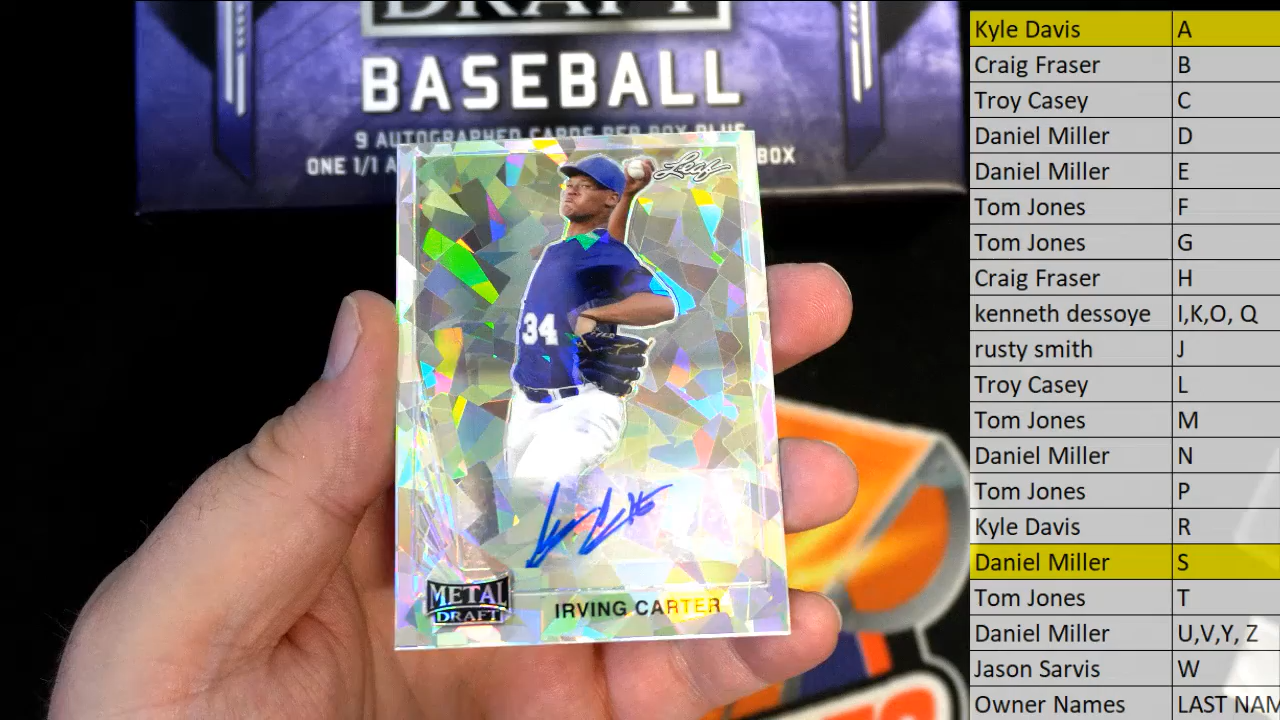 DRAFT
BASEBALL
9 AUTOGRAPHED CARDS PER BOX PLUS
ONE 1/1 A
BOX
Leaf
34
METAL
DRAFT
IRVING CARTER
Kyle Davis A
Craig Fraser B
Troy Casey C
Daniel Miller D
Daniel Miller E
Tom Jones F
Tom Jones G
Craig Fraser H
kenneth dessoye I,K,O, Q
rusty smith J
Troy Casey L
Tom Jones M
Daniel Miller N
Tom Jones P
Kyle Davis R
Daniel Miller S
Tom Jones T
Daniel Miller U,V,Y, Z
Jason Sarvis W
Owner Names LAST NAM